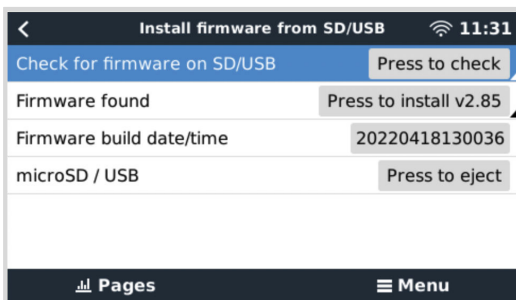 Install firmware from SD/USB 11:31
Check for firmware on SD/USB Press to check
Firmware found Press to install v2.85
Firmware build date/time 20220418130036
microSD / USB Press to eject
Pages Menu